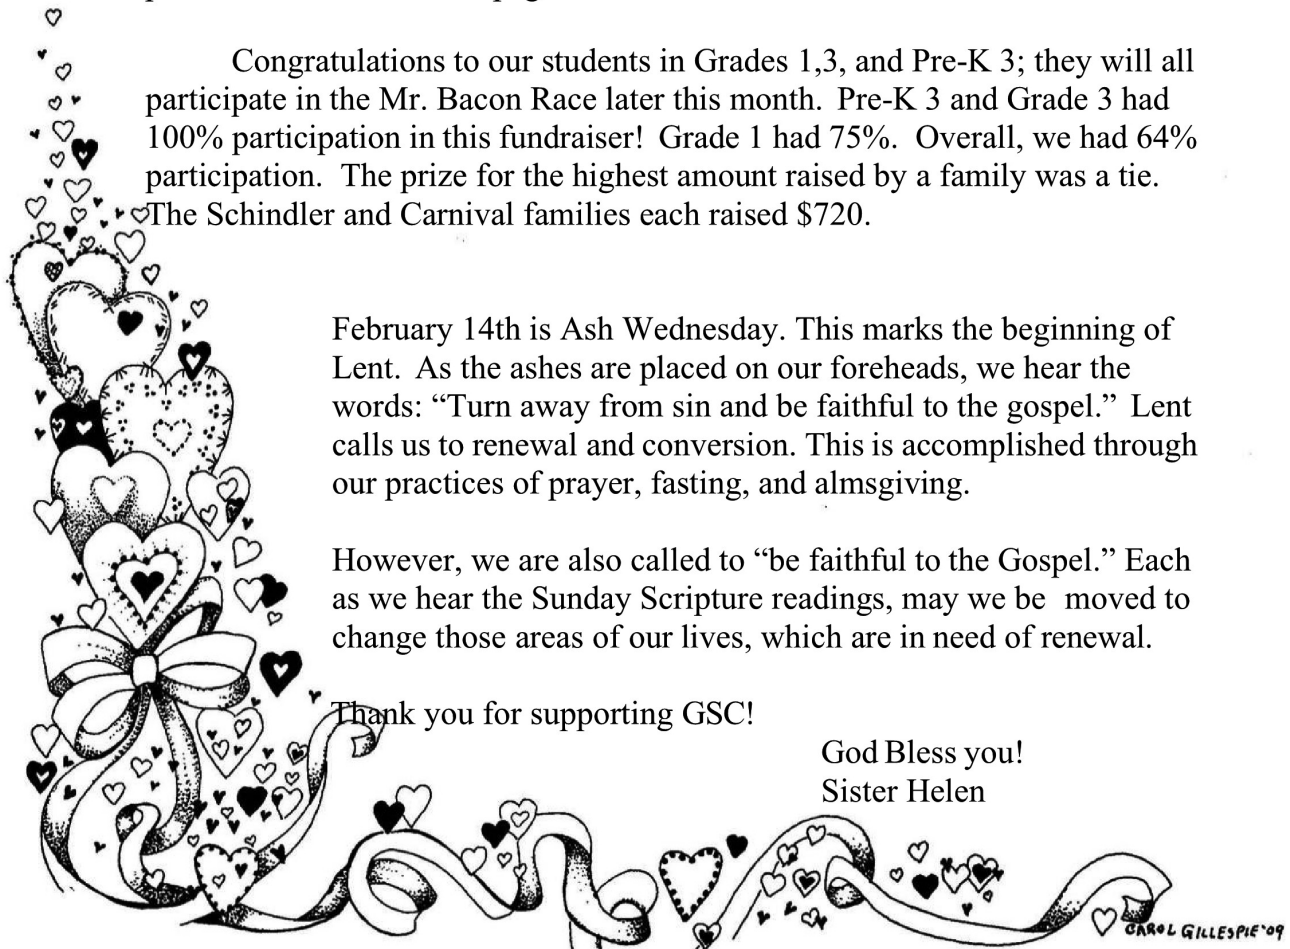 Congratulations to our students in Grades 1,3, and Pre-K 3; they will all
participate in the Mr. Bacon Race later this month.  Pre-K 3 and Grade 3 had
100% participation in this fundraiser!  Grade 1 had 75%.  Overall, we had 64%
participation.  The prize for the highest amount raised by a family was a tie.
The Schindler and Carnival families each raised $720.
February 14th is Ash Wednesday. This marks the beginning of
Lent.  As the ashes are placed on our foreheads, we hear the
words: “Turn away from sin and be faithful to the gospel.”  Lent
calls us to renewal and conversion. This is accomplished through
our practices of prayer, fasting, and almsgiving.
However, we are also called to “be faithful to the Gospel.” Each
as we hear the Sunday Scripture readings, may we be  moved to
change those areas of our lives, which are in need of renewal.
Thank you for supporting GSC!
God Bless you!
Sister Helen
CAROL GILLESPIE '09